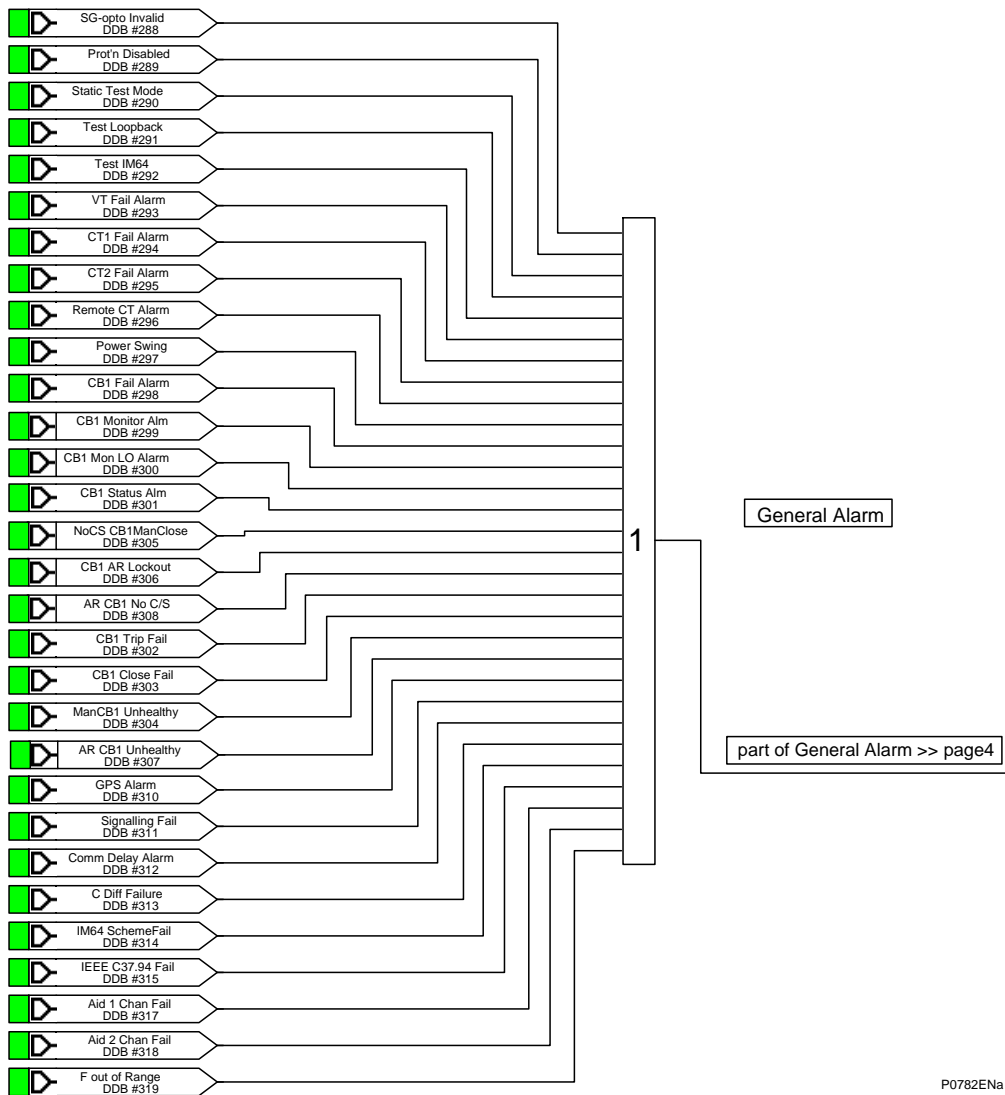 SG-opto Invalid
DDB #288
Prot'n Disabled
DDB #289
Static Test Mode
DDB #290
Test Loopback
DDB #291
Test IM64
DDB #292
VT Fail Alarm
DDB #293
CT1 Fail Alarm
DDB #294
CT2 Fail Alarm
DDB #295
Remote CT Alarm
DDB #296
Power Swing
DDB #297
CB1 Fail Alarm
DDB #298
CB1 Monitor Alm
DDB #299
CB1 Mon LO Alarm
DDB #300
CB1 Status Alm
DDB #301
NoCS CB1ManClose
DDB #305
CB1 AR Lockout
DDB #306
AR CB1 No C/S
DDB #308
CB1 Trip Fail
DDB #302
CB1 Close Fail
DDB #303
ManCB1 Unhealthy
DDB #304
AR CB1 Unhealthy
DDB #307
GPS Alarm
DDB #310
Signalling Fail
DDB #311
Comm Delay Alarm
DDB #312
C Diff Failure
DDB #313
IM64 SchemeFail
DDB #314
IEEE C37.94 Fail
DDB #315
Aid 1 Chan Fail
DDB #317
Aid 2 Chan Fail
DDB #318
F out of Range
DDB #319
1
General Alarm
part of General Alarm >> page4
P0782ENa